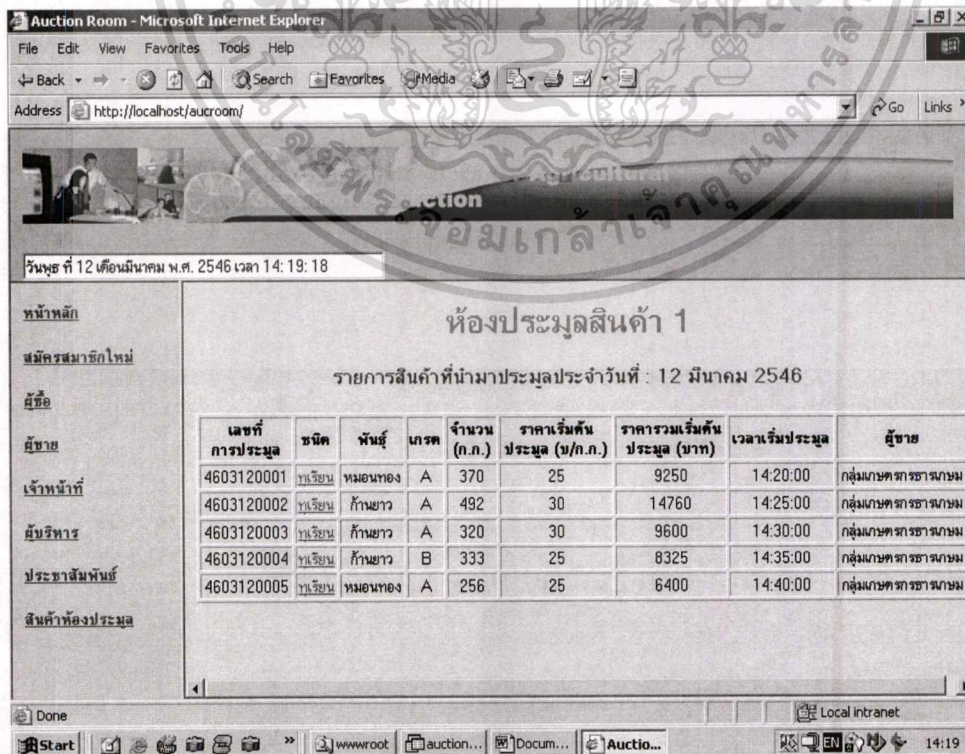 Auction Room - Microsoft Internet Explorer
File Edit View Favorites Tools Help
Back Search Favorites Media
Address http://localhost/aucroom/ Go Links
Agricultural
วันพุธ ที่ 12 เดือนมีนาคม พ.ศ. 2546 เวลา 14: 19: 18
หน้าหลัก
สมัครสมาชิกใหม่
ผู้ซื้อ
ผู้ขาย
เจ้าหน้าที่
ผู้บริหาร
ประชาสัมพันธ์
สินค้าห้องประมูล
ห้องประมูลสินค้า 1
รายการสินค้าที่นำมาประมูลประจำวันที่ : 12 มีนาคม 2546
เลขที่การประมูล ชนิด พันธุ์ เกรด จำนวน (ก.ก.) ราคาเริ่มต้นประมูล (บ/ก.ก.) ราคารวมเริ่มต้นประมูล (บาท) เวลาเริ่มประมูล ผู้ขาย
4603120001 ทุเรียน หมอนทอง A 370 25 9250 14:20:00 กลุ่มเกษตรกรธารเกษม
4603120002 ทุเรียน ก้านยาว A 492 30 14760 14:25:00 กลุ่มเกษตรกรธารเกษม
4603120003 ทุเรียน ก้านยาว A 320 30 9600 14:30:00 กลุ่มเกษตรกรธารเกษม
4603120004 ทุเรียน ก้านยาว B 333 25 8325 14:35:00 กลุ่มเกษตรกรธารเกษม
4603120005 ทุเรียน หมอนทอง A 256 25 6400 14:40:00 กลุ่มเกษตรกรธารเกษม
Done Local intranet
Start wwwroot auction... Docum... Auctio... EN 14:19